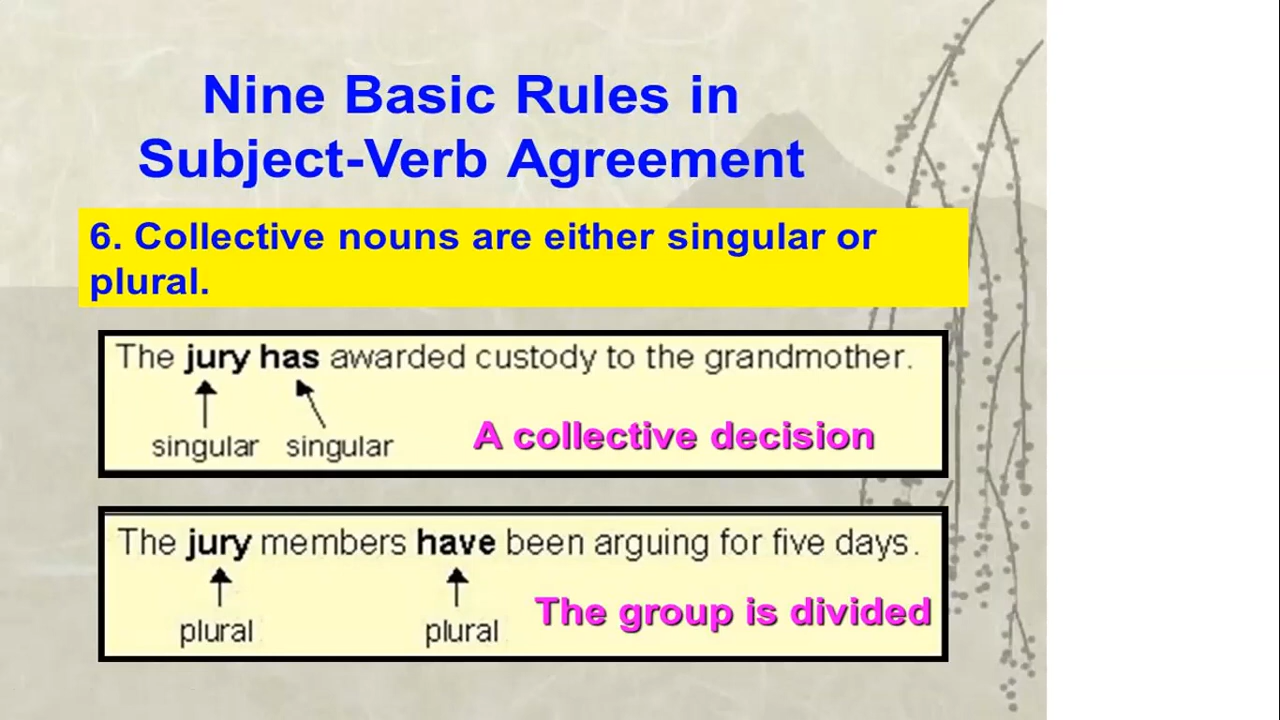 Nine Basic Rules in
Subject-Verb Agreement
6. Collective nouns are either singular or
plural.
The jury has awarded custody to the grandmother.
singular singular
A collective decision
The jury members have been arguing for five days.
plural plural
The group is divided